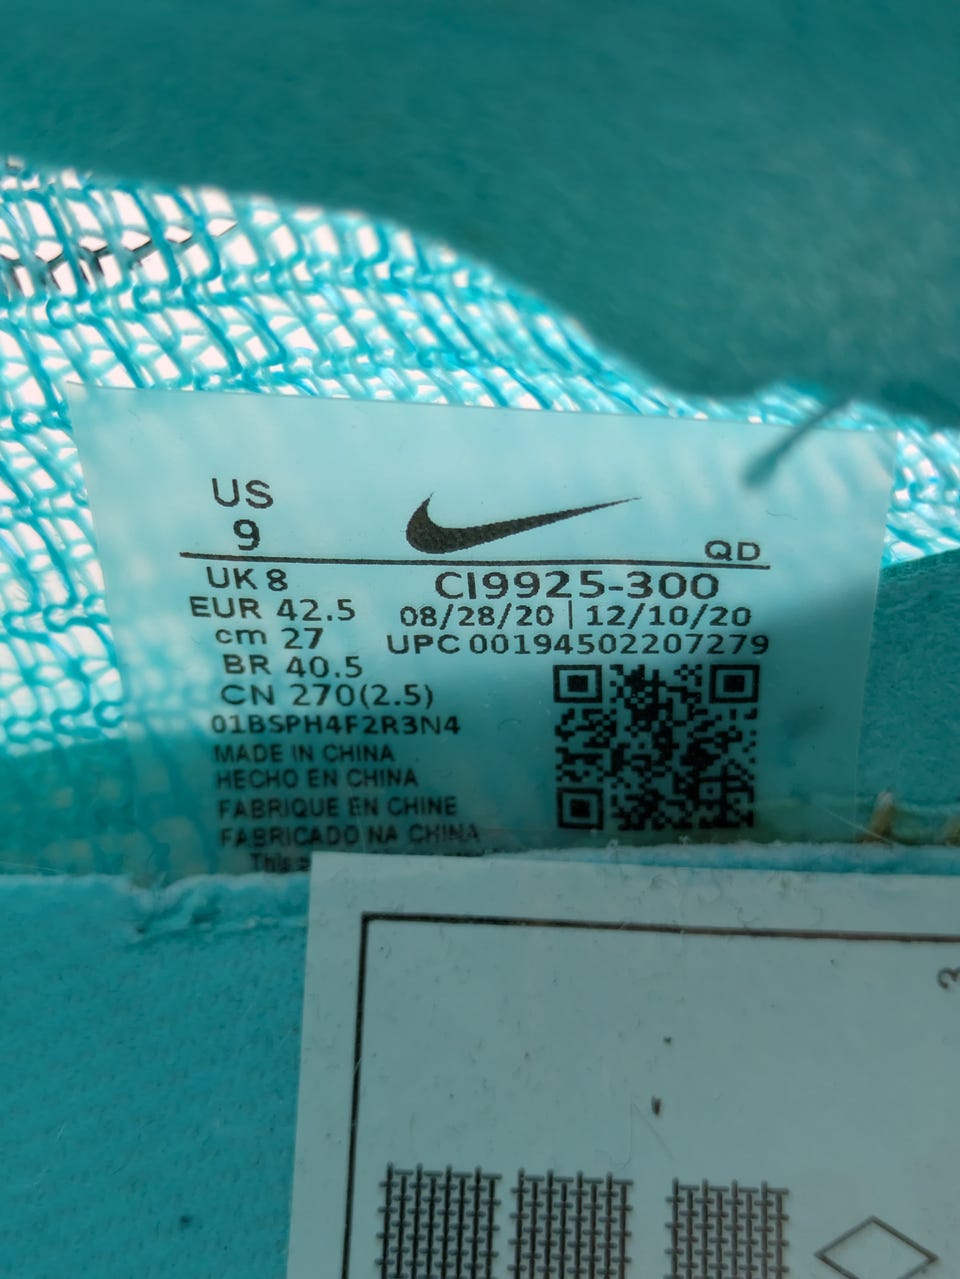 US
9
QD
UK 8
CI9925-300
EUR 42.5
08/28/20 | 12/10/20
cm 27
UPC 00194502207279
BR 40.5
CN 270(2.5)
01BSPH4F2R3N4
MADE IN CHINA
HECHO EN CHINA
FABRIQUE EN CHINE
FABRICADO NA CHINA
This
3